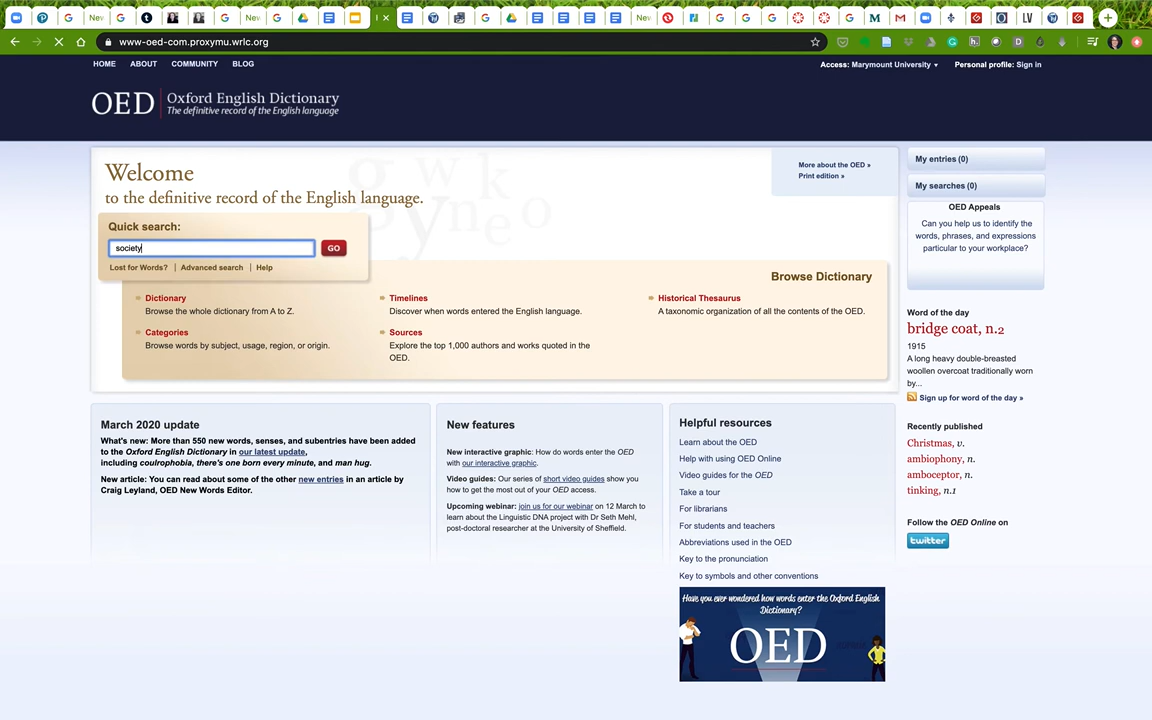 New
New
New
LV
www-oed-com.proxymu.wrlc.org
HOME ABOUT COMMUNITY BLOG
Access: Marymount University
Personal profile: Sign in
OED Oxford English Dictionary
The definitive record of the English language
Welcome
to the definitive record of the English language.
More about the OED »
Print edition »
Quick search:
society
GO
Lost for Words? | Advanced search | Help
Browse Dictionary
Dictionary
Browse the whole dictionary from A to Z.
Categories
Browse words by subject, usage, region, or origin.
Timelines
Discover when words entered the English language.
Sources
Explore the top 1,000 authors and works quoted in the
OED.
Historical Thesaurus
A taxonomic organization of all the contents of the OED.
My entries (0)
My searches (0)
OED Appeals
Can you help us to identify the
words, phrases, and expressions
particular to your workplace?
Word of the day
bridge coat, n.2
1915
A long heavy double-breasted
woollen overcoat traditionally worn
by...
Sign up for word of the day »
Recently published
Christmas, v.
ambiophony, n.
amboceptor, n.
tinking, n.1
Follow the OED Online on
twitter
March 2020 update
What's new: More than 550 new words, senses, and subentries have been added
to the Oxford English Dictionary in our latest update,
including coulrophobia, there's one born every minute, and man hug.
New article: You can read about some of the other new entries in an article by
Craig Leyland, OED New Words Editor.
New features
New interactive graphic: How do words enter the OED
with our interactive graphic.
Video guides: Our series of short video guides show you
how to get the most out of your OED access.
Upcoming webinar: join us for our webinar on 12 March to
learn about the Linguistic DNA project with Dr Seth Mehl,
post-doctoral researcher at the University of Sheffield.
Helpful resources
Learn about the OED
Help with using OED Online
Video guides for the OED
Take a tour
For librarians
For students and teachers
Abbreviations used in the OED
Key to the pronunciation
Key to symbols and other conventions
Have you ever wondered how words enter the Oxford English
Dictionary?
OED